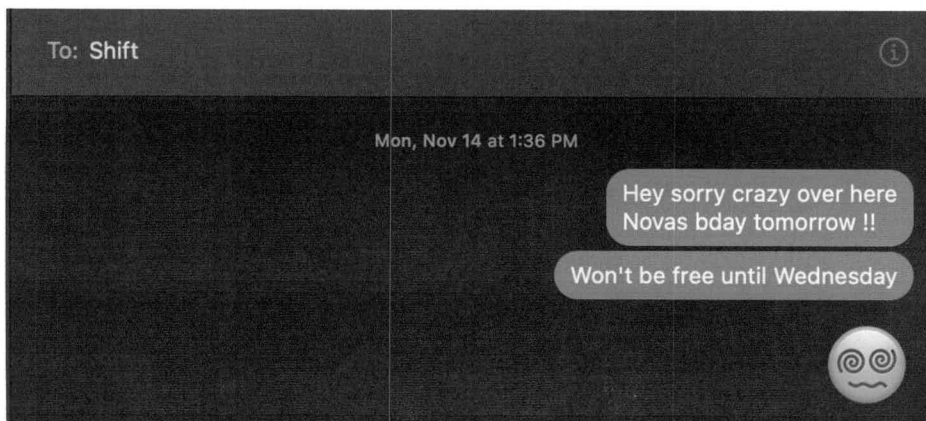 To: Shift
Mon, Nov 14 at 1:36 PM
Hey sorry crazy over here
Novas bday tomorrow !!
Won't be free until Wednesday